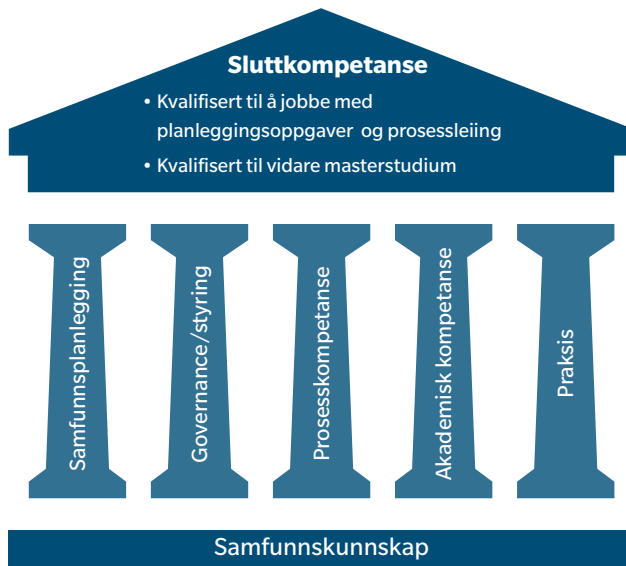 Sluttkompetanse
• Kvalifisert til å jobbe med
planleggingsoppgaver og prosessleiing
• Kvalifisert til vidare masterstudium
Samfunnsplanlegging
Governance/styring
Prosesskompetanse
Akademisk kompetanse
Praksis
Samfunnskunnskap